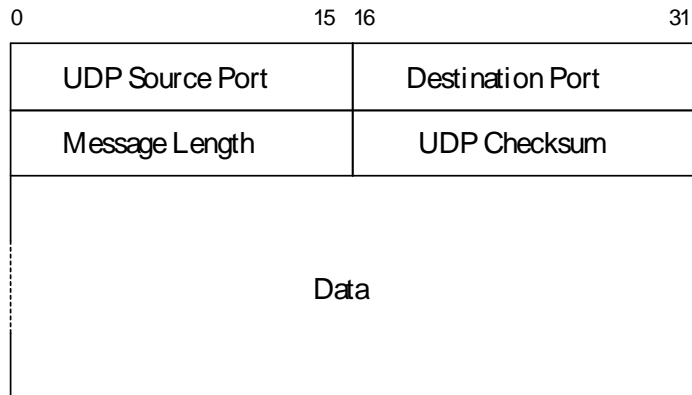 0 15 16 31
UDP Source Port Destination Port
Message Length UDP Checksum
Data